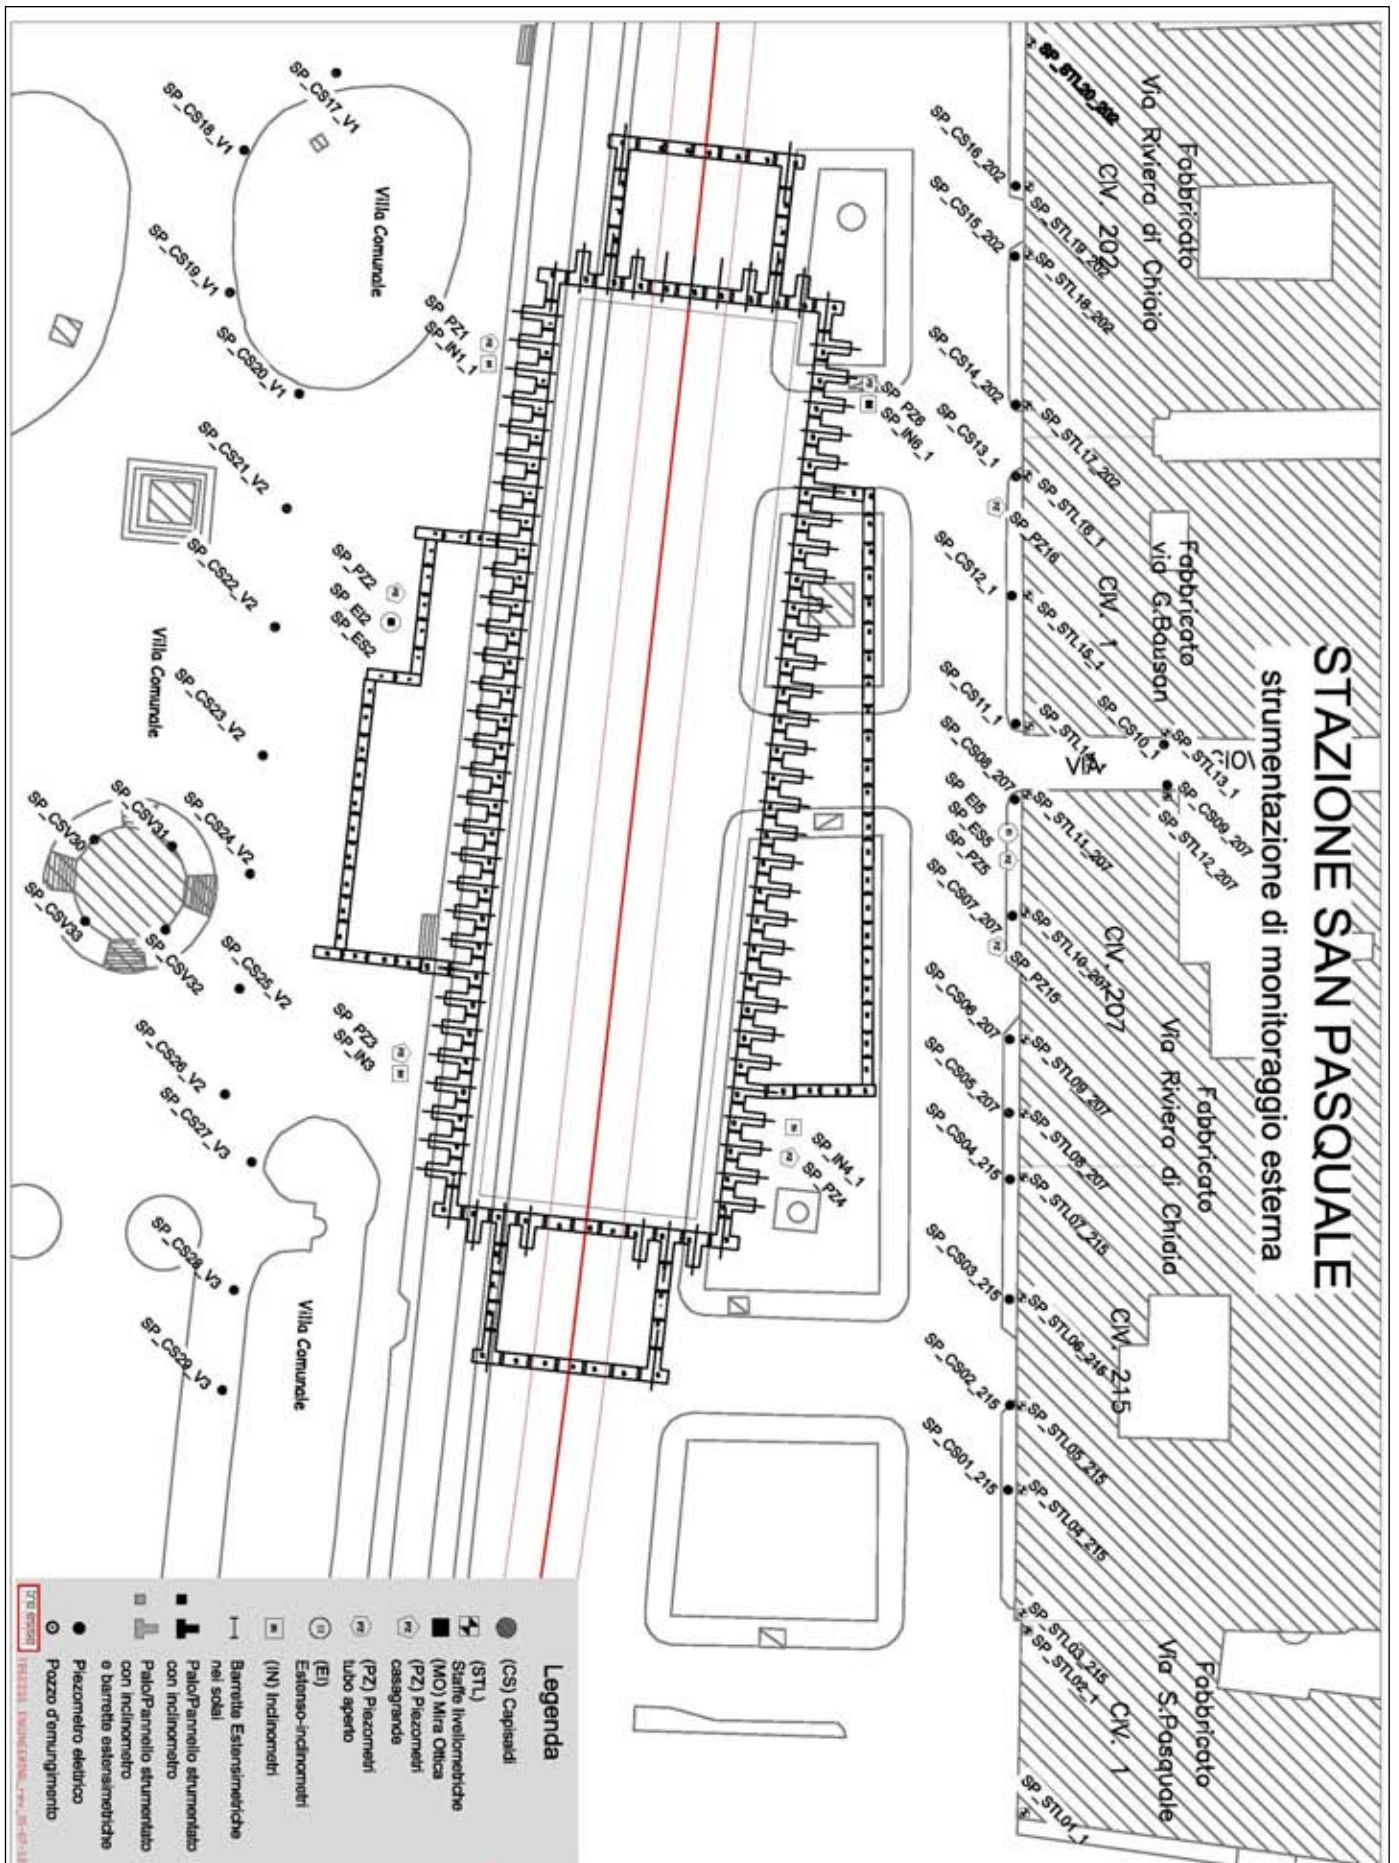 STAZIONE SAN PASQUALE
strumentazione di monitoraggio esterna
Fabbricato
Via Riviera di Chiaia
CIV. 202
Fabbricato
via G.Bausan
CIV. 1
VIA
CIV. 207
Fabbricato
Via Riviera di Chiaia
CIV. 215
Fabbricato
Via S.Pasquale
CIV. 1
SP_STL20_202
SP_STL19_202
SP_STL18_202
SP_STL17_202
SP_STL16_1
SP_STL15_1
SP_STL13_1
SP_STL12_207
SP_STL11_207
SP_STL10_207
SP_STL09_207
SP_STL08_207
SP_STL07_215
SP_STL06_215
SP_STL05_215
SP_STL04_215
SP_STL03_215
SP_STL02_1
SP_STL01_1
SP_CS16_202
SP_CS15_202
SP_CS14_202
SP_CS13_1
SP_PZ16
SP_CS12_1
SP_CS11_1
SP_CS10_1
SP_CS09_207
SP_CS08_207
SP_EI5
SP_ES5
SP_PZ5
SP_CS07_207
SP_PZ15
SP_CS06_207
SP_CS05_207
SP_CS04_215
SP_CS03_215
SP_CS02_215
SP_CS01_215
SP_PZ6
SP_IN6_1
SP_IN4_1
SP_PZ4
SP_PZ1
SP_IN1_1
SP_PZ2
SP_EI2
SP_ES2
SP_PZ3
SP_IN3
SP_CS17_V1
SP_CS18_V1
SP_CS19_V1
SP_CS20_V1
SP_CS21_V2
SP_CS22_V2
SP_CS23_V2
SP_CS24_V2
SP_CSV31
SP_CSV30
SP_CSV33
SP_CSV32
SP_CS25_V2
SP_CS26_V2
SP_CS27_V3
SP_CS28_V3
SP_CS29_V3
Villa Comunale
Villa Comunale
Villa Comunale
Legenda
(CS) Capisaldi
(STL)
Staffe livellometriche
(MO) Mira Ottica
(PZ) Piezometri
casagrande
(PZ) Piezometri
tubo aperto
(EI)
Estenso-inclinometri
(IN) Inclinometri
Barrette Estensimetriche
nei solai
Palo/Pannello strumentato
con inclinometro
Palo/Pannello strumentato
con inclinometro
e barrette estensimetriche
Piezometro elettrico
Pozzo d'emungimento